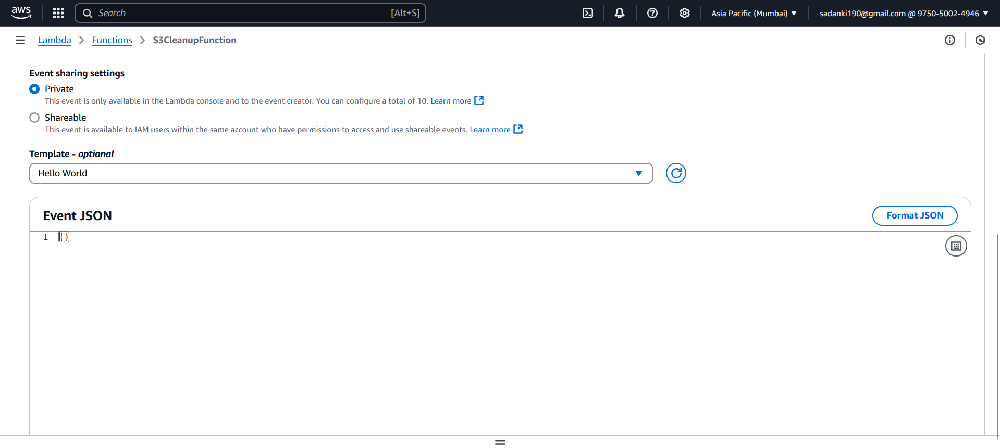 aws
Search [Alt+S] Asia Pacific (Mumbai) sadanki190@gmail.com @ 9750-5002-4946
Lambda Functions S3CleanupFunction
Event sharing settings
Private
This event is only available in the Lambda console and to the event creator. You can configure a total of 10. Learn more
Shareable
This event is available to IAM users within the same account who have permissions to access and use shareable events. Learn more
Template - optional
Hello World
Event JSON Format JSON
1 {}